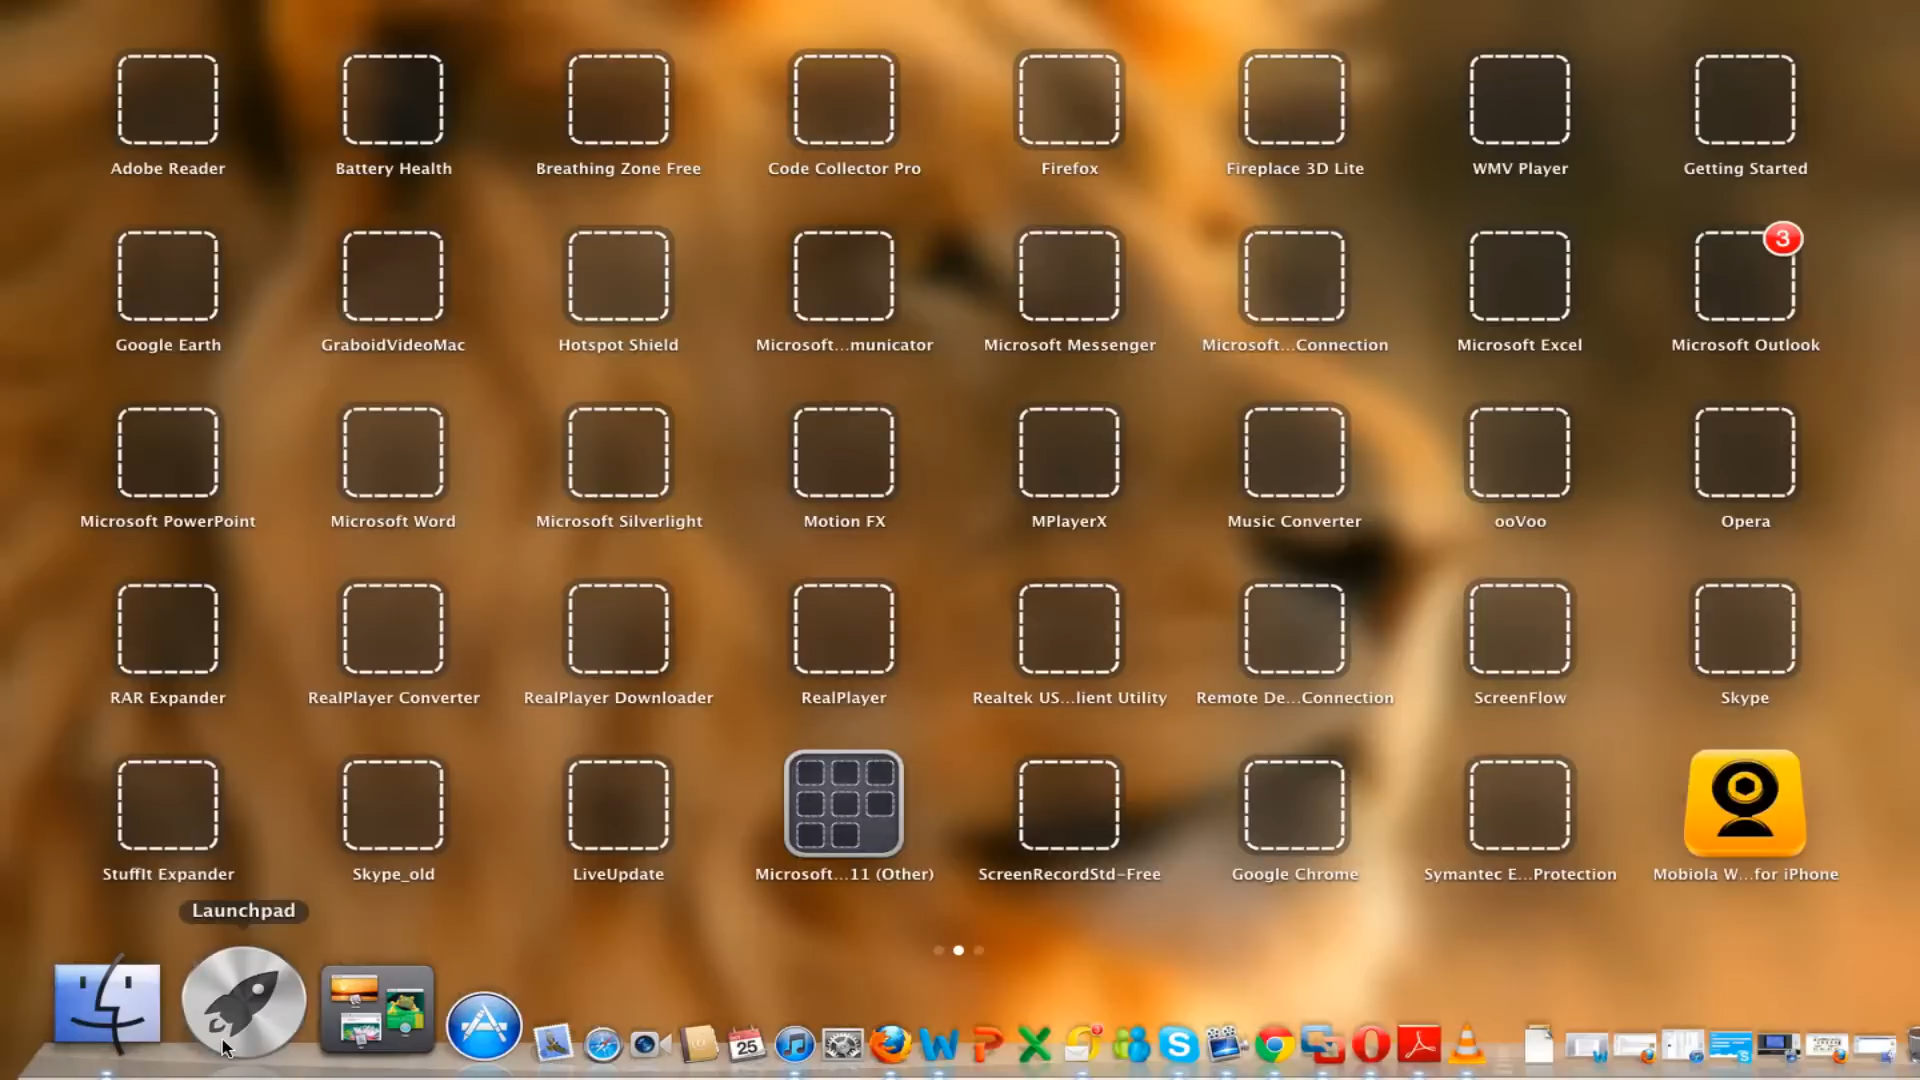 Adobe Reader
Battery Health
Breathing Zone Free
Code Collector Pro
Firefox
Fireplace 3D Lite
WMV Player
Getting Started
3
Google Earth
GraboidVideoMac
Hotspot Shield
Microsoft...municator
Microsoft Messenger
Microsoft...Connection
Microsoft Excel
Microsoft Outlook
Microsoft PowerPoint
Microsoft Word
Microsoft Silverlight
Motion FX
MPlayerX
Music Converter
ooVoo
Opera
RAR Expander
RealPlayer Converter
RealPlayer Downloader
RealPlayer
Realtek US...lient Utility
Remote De...Connection
ScreenFlow
Skype
StuffIt Expander
Skype_old
LiveUpdate
Microsoft...11 (Other)
ScreenRecordStd-Free
Google Chrome
Symantec E...Protection
Mobiola W...for iPhone
Launchpad
25